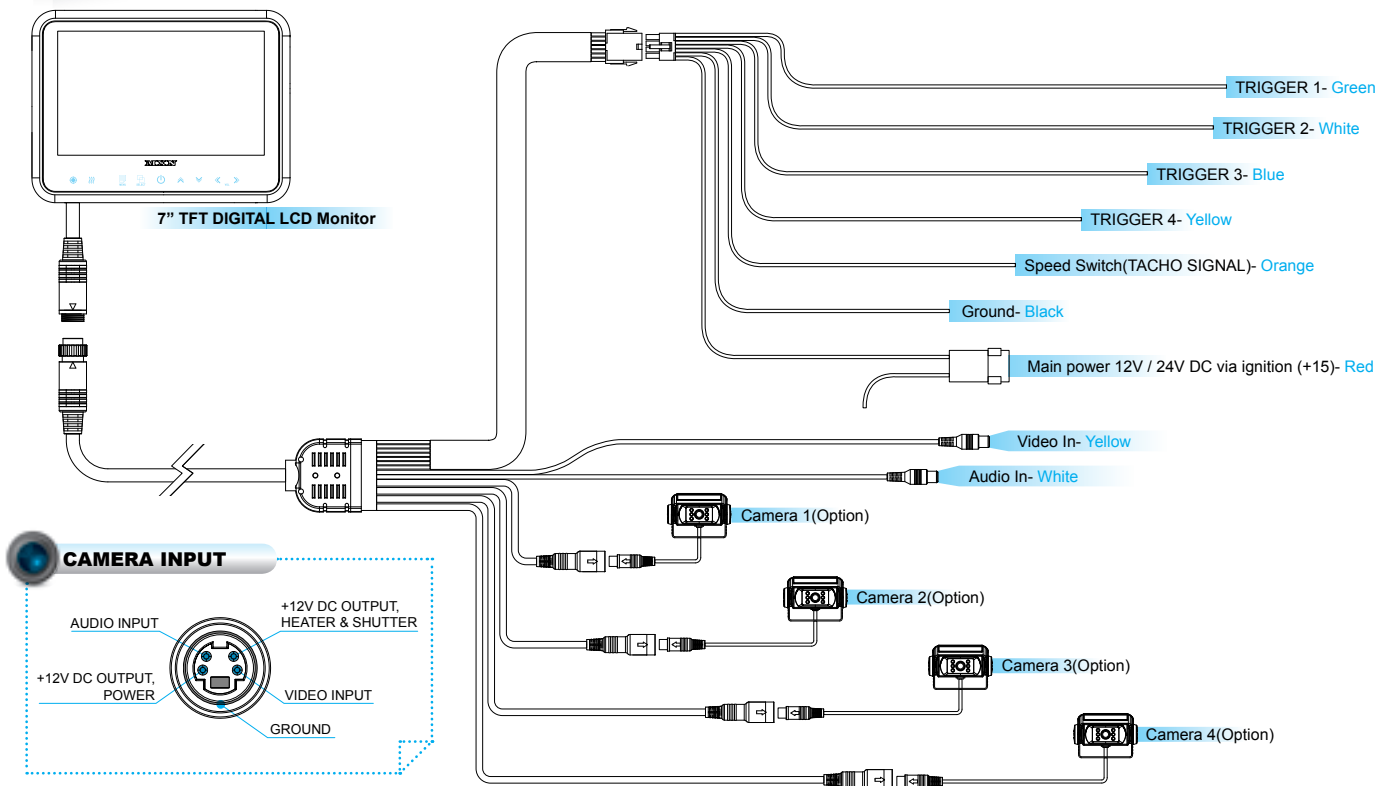 TRIGGER 1- Green
TRIGGER 2- White
TRIGGER 3- Blue
TRIGGER 4- Yellow
7” TFT DIGITAL LCD Monitor
Speed Switch(TACHO SIGNAL)- Orange
Ground- Black
Main power 12V / 24V DC via ignition (+15)- Red
Video In- Yellow
Audio In- White
Camera 1(Option)
Camera 2(Option)
Camera 3(Option)
Camera 4(Option)
CAMERA INPUT
AUDIO INPUT
+12V DC OUTPUT,
HEATER & SHUTTER
+12V DC OUTPUT,
POWER
VIDEO INPUT
GROUND